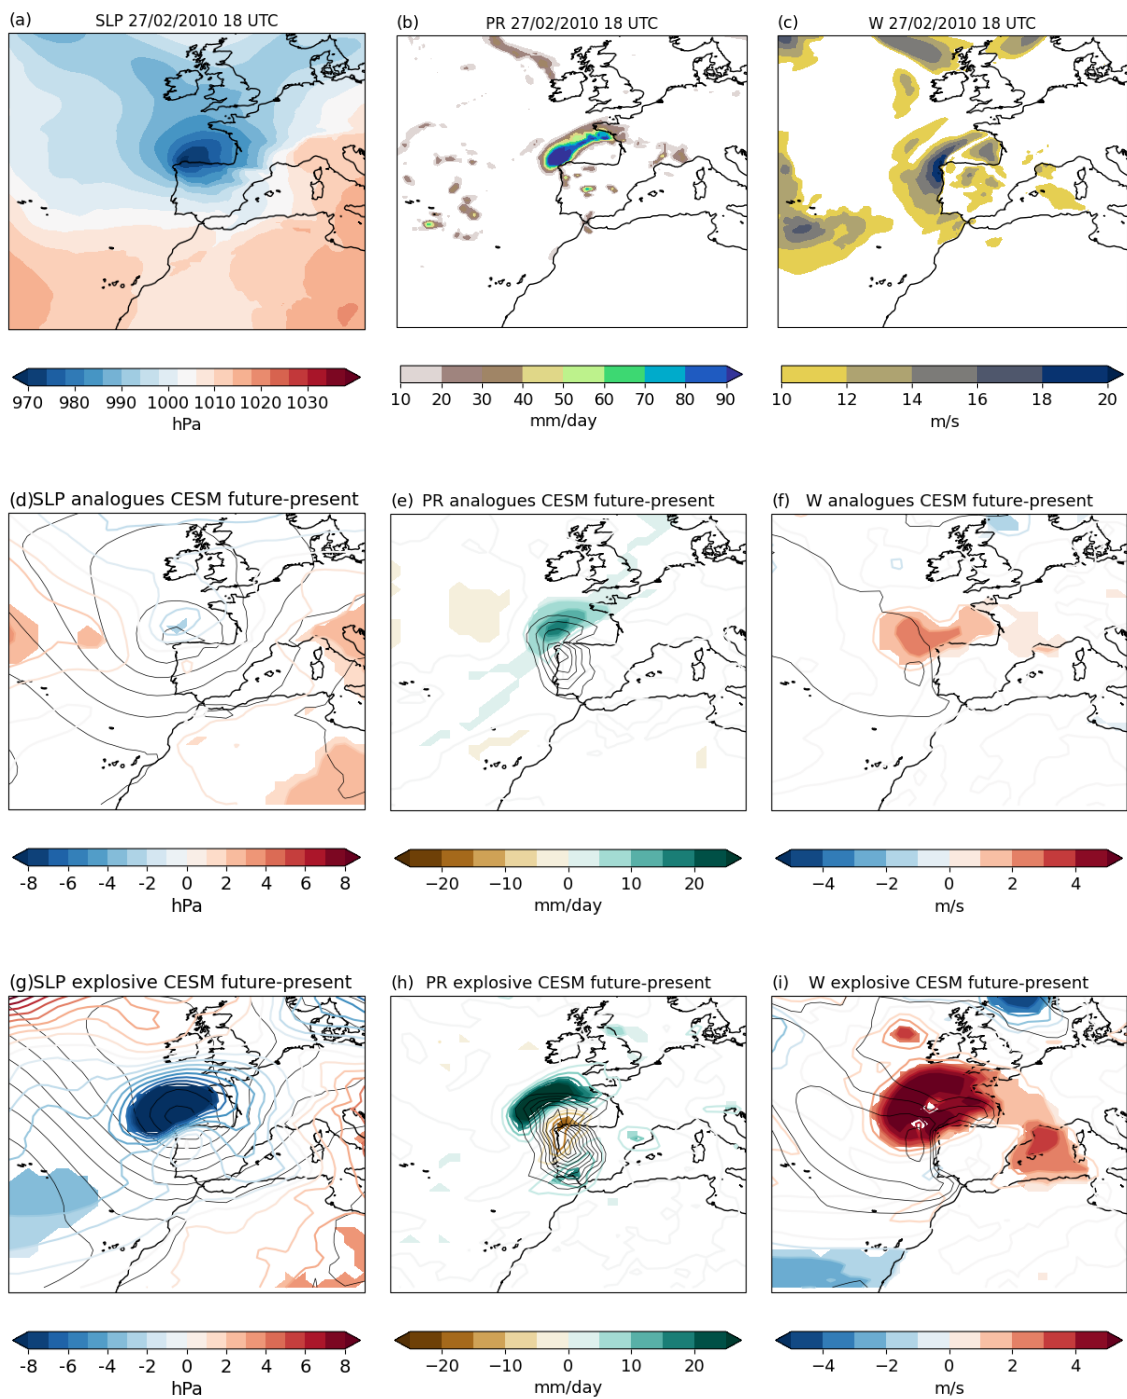 (a) SLP 27/02/2010 18 UTC
(b) PR 27/02/2010 18 UTC
(c) W 27/02/2010 18 UTC
970 980 990 1000 1010 1020 1030
hPa
10 20 30 40 50 60 70 80 90
mm/day
10 12 14 16 18 20
m/s
(d) SLP analogues CESM future-present
(e) PR analogues CESM future-present
(f) W analogues CESM future-present
-8 -6 -4 -2 0 2 4 6 8
hPa
−20 −10 0 10 20
mm/day
−4 −2 0 2 4
m/s
(g) SLP explosive CESM future-present
(h) PR explosive CESM future-present
(i) W explosive CESM future-present
-8 -6 -4 -2 0 2 4 6 8
hPa
−20 −10 0 10 20
mm/day
−4 −2 0 2 4
m/s